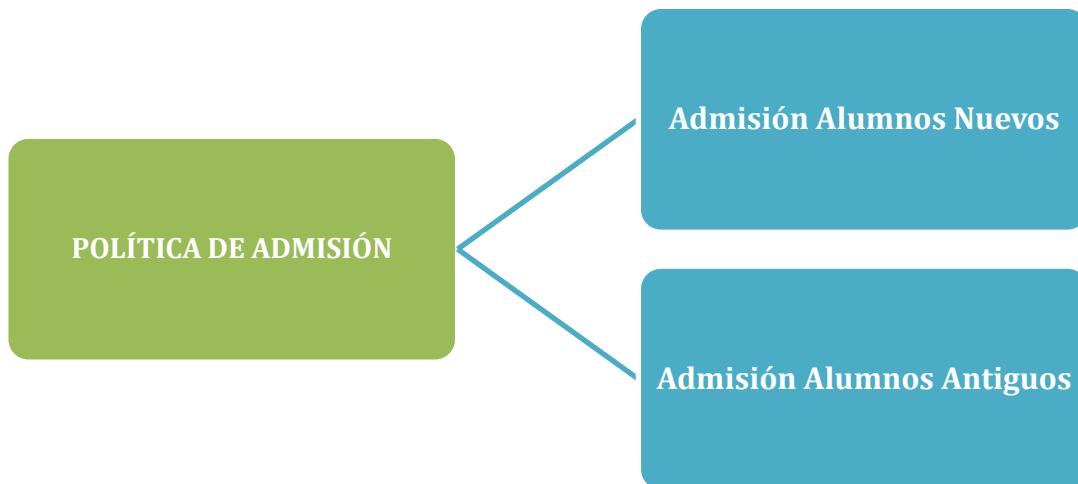 POLÍTICA DE ADMISIÓN
Admisión Alumnos Nuevos
Admisión Alumnos Antiguos